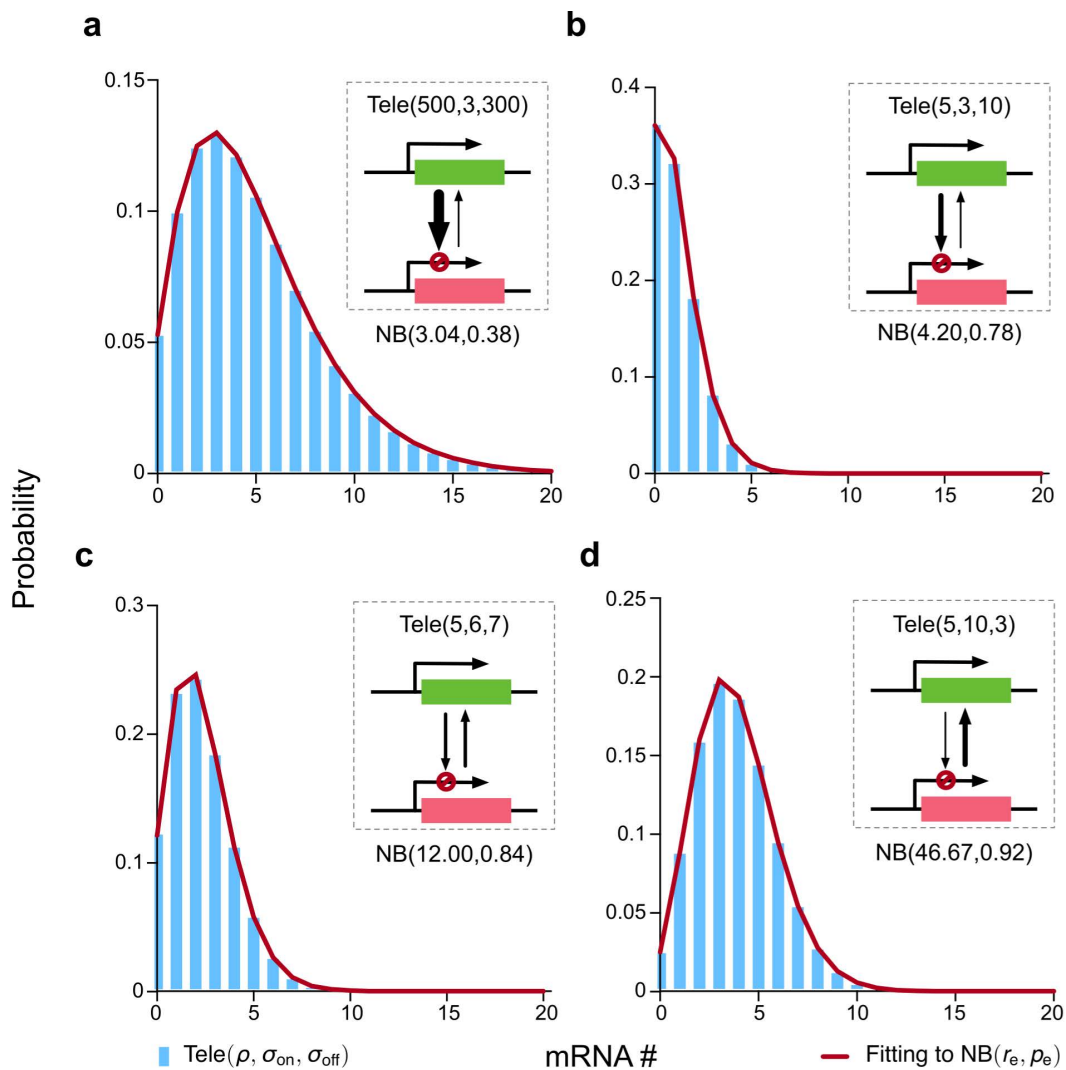 a
0.15
0.1
0.05
0
0 5 10 15 20
Tele(500,3,300)
NB(3.04,0.38)
b
0.4
0.3
0.2
0.1
0
0 5 10 15 20
Tele(5,3,10)
NB(4.20,0.78)
Probability
c
0.3
0.2
0.1
0
0 5 10 15 20
Tele(5,6,7)
NB(12.00,0.84)
d
0.25
0.2
0.15
0.1
0.05
0
0 5 10 15 20
Tele(5,10,3)
NB(46.67,0.92)
Tele(ρ, σon, σoff)
mRNA #
Fitting to NB(re, pe)